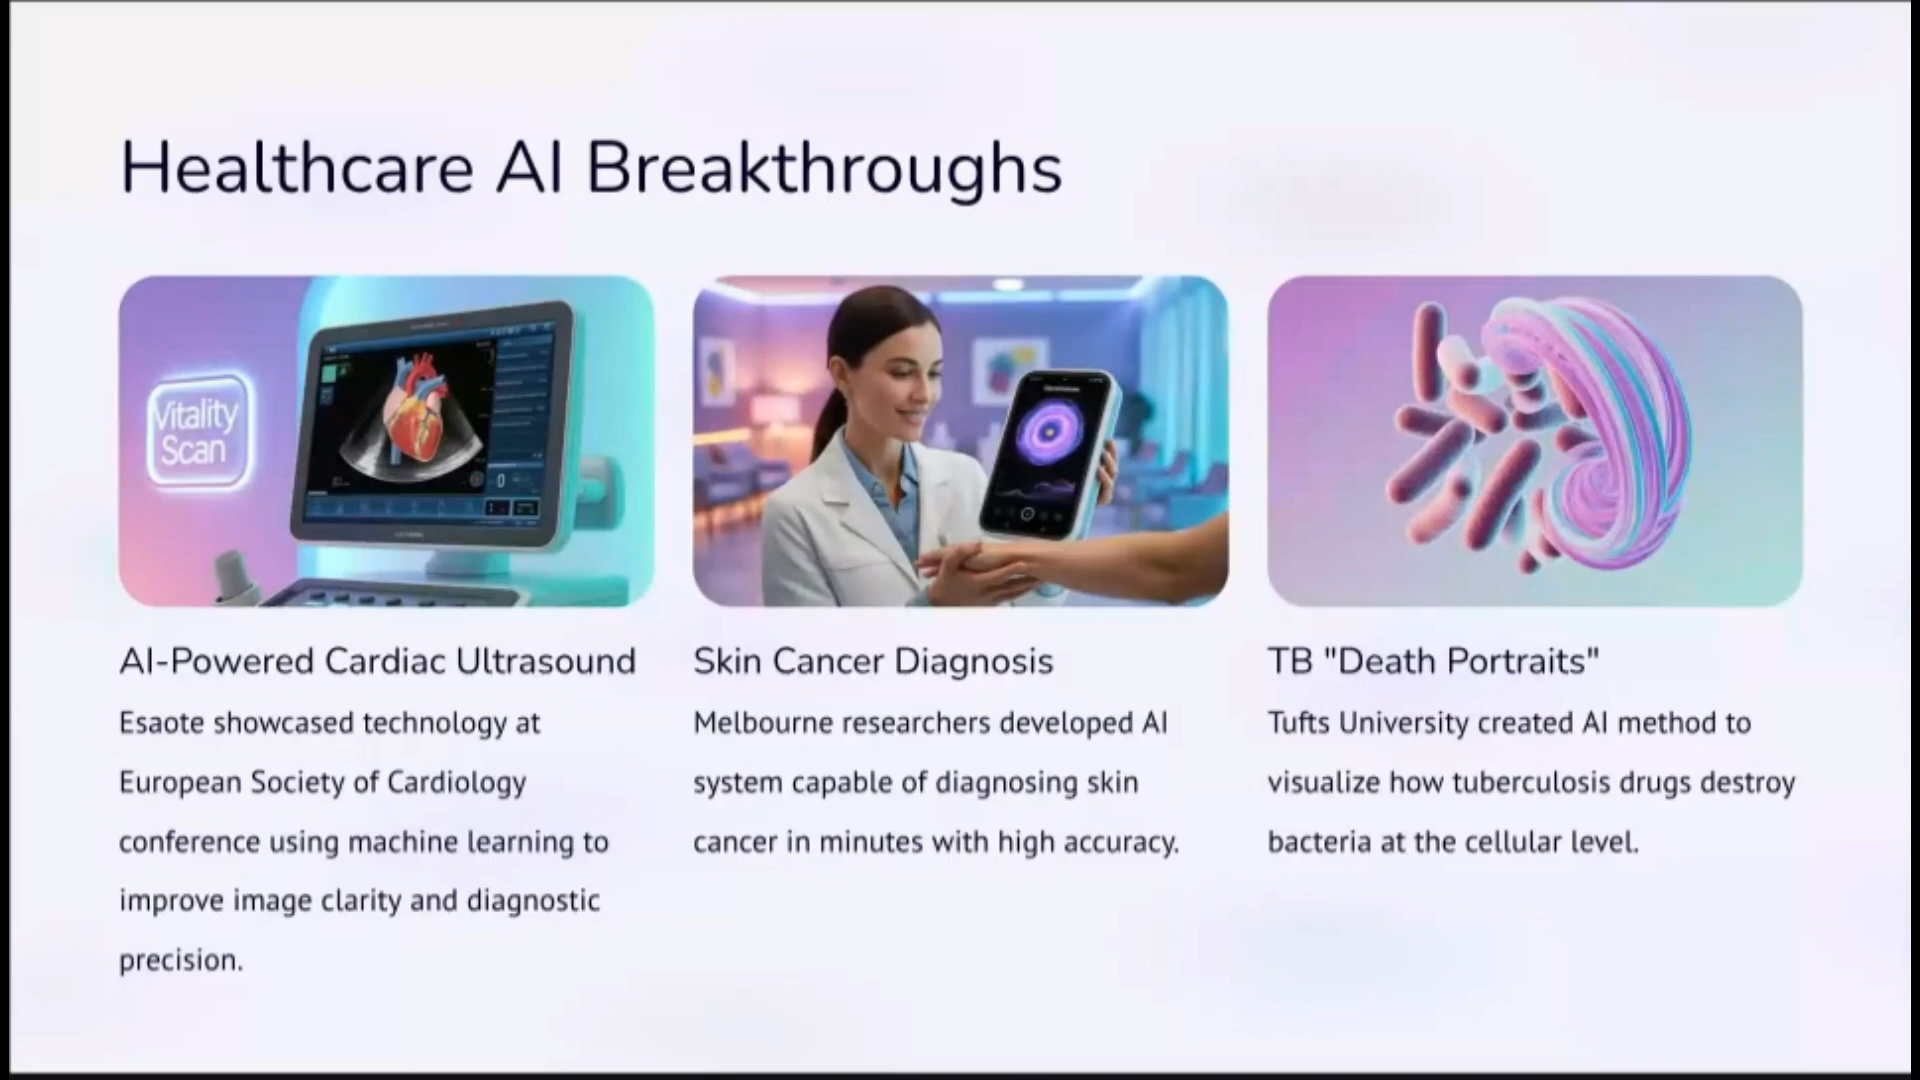 Healthcare AI Breakthroughs
Vitality
Scan
AI-Powered Cardiac Ultrasound
Esaote showcased technology at
European Society of Cardiology
conference using machine learning to
improve image clarity and diagnostic
precision.
Skin Cancer Diagnosis
Melbourne researchers developed AI
system capable of diagnosing skin
cancer in minutes with high accuracy.
TB "Death Portraits"
Tufts University created AI method to
visualize how tuberculosis drugs destroy
bacteria at the cellular level.